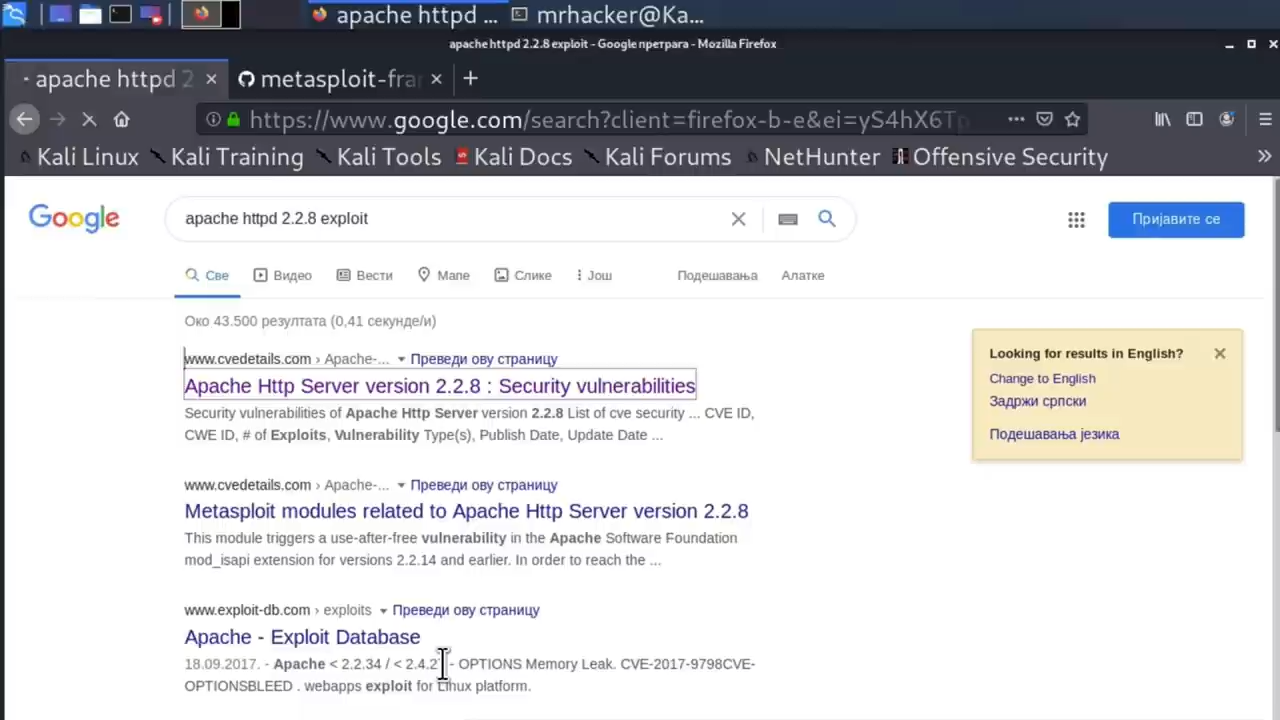 apache httpd ...
mrhacker@Ka...
apache httpd 2.2.8 exploit - Google претрага - Mozilla Firefox
apache httpd 2
metasploit-fra
https://www.google.com/search?client=firefox-b-e&ei=yS4hX6Tp
Kali Linux
Kali Training
Kali Tools
Kali Docs
Kali Forums
NetHunter
Offensive Security
Google
apache httpd 2.2.8 exploit
Пријавите се
Све
Видео
Вести
Мапе
Слике
Још
Подешавања
Алатке
Око 43.500 резултата (0,41 секунде/и)
www.cvedetails.com › Apache-... Преведи ову страницу
Apache Http Server version 2.2.8 : Security vulnerabilities
Security vulnerabilities of Apache Http Server version 2.2.8 List of cve security ... CVE ID,
CWE ID, # of Exploits, Vulnerability Type(s), Publish Date, Update Date ...
Looking for results in English?
Change to English
Задржи српски
Подешавања језика
www.cvedetails.com › Apache-... Преведи ову страницу
Metasploit modules related to Apache Http Server version 2.2.8
This module triggers a use-after-free vulnerability in the Apache Software Foundation
mod_isapi extension for versions 2.2.14 and earlier. In order to reach the ...
www.exploit-db.com › exploits Преведи ову страницу
Apache - Exploit Database
18.09.2017. - Apache < 2.2.34 / < 2.4.2 - OPTIONS Memory Leak. CVE-2017-9798CVE-
OPTIONSBLEED . webapps exploit for Linux platform.